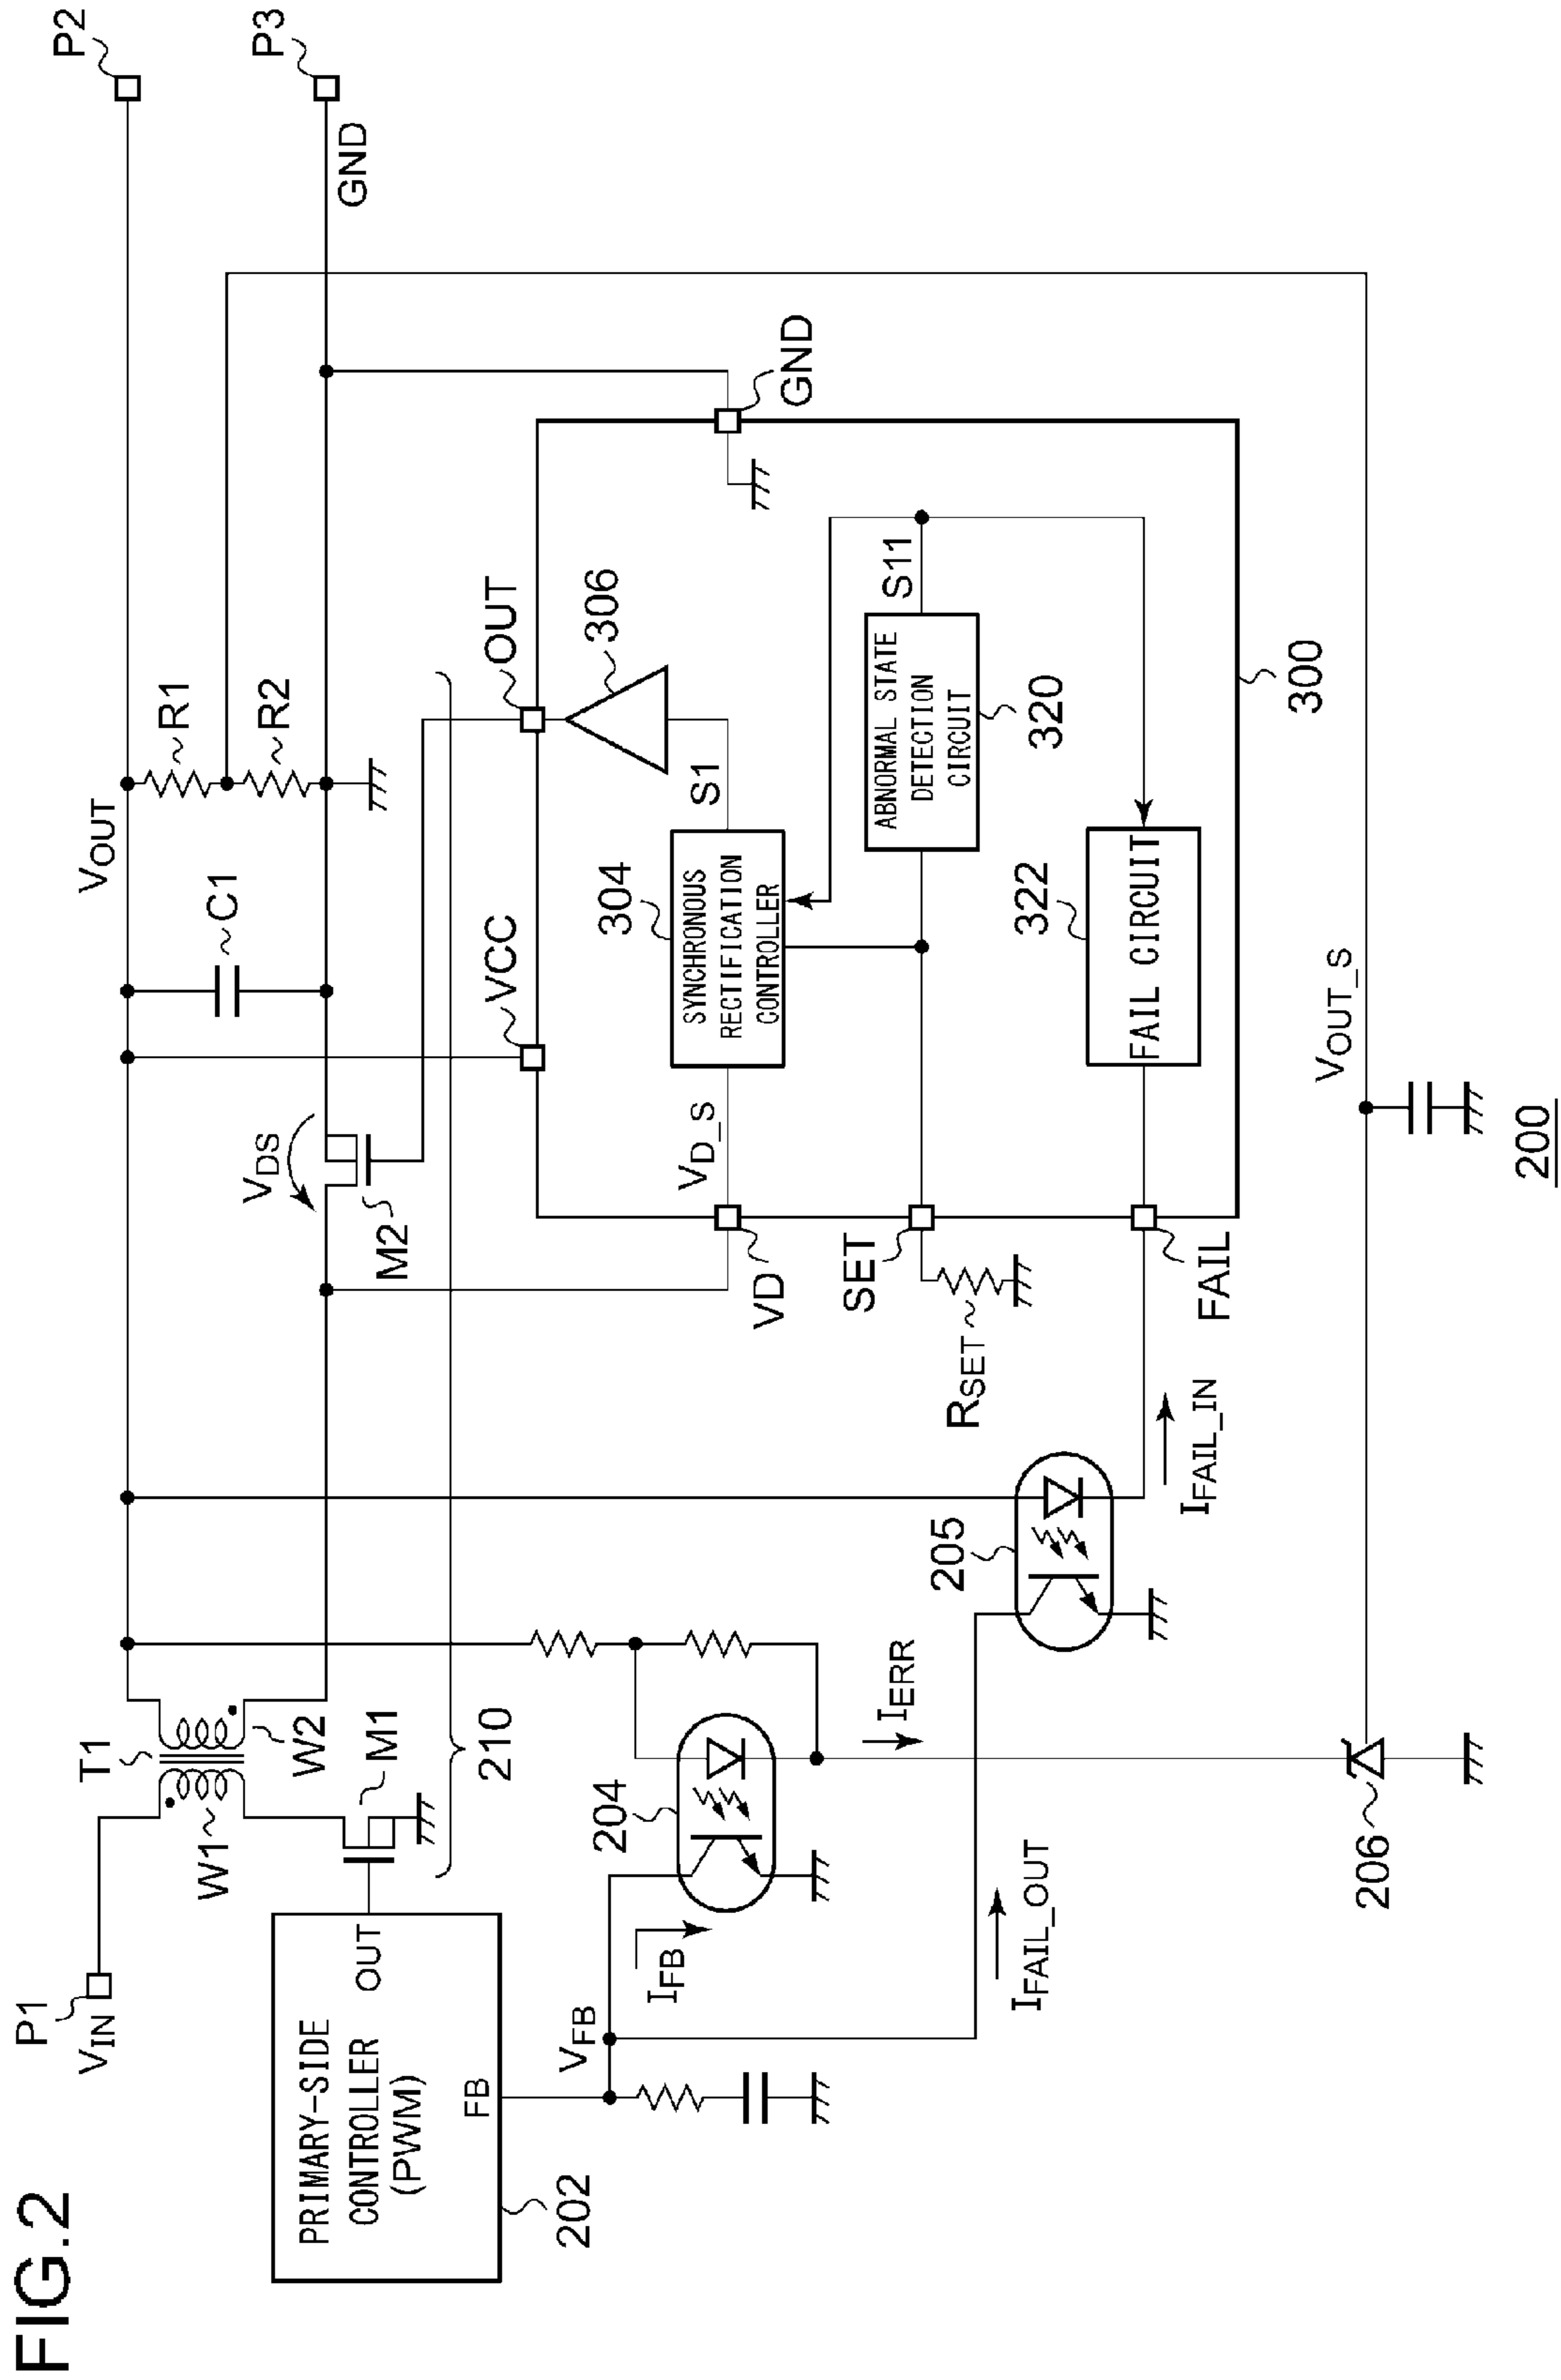 FIG.2
P1
VIN
T1
W1
W2
M1
PRIMARY-SIDE
CONTROLLER
(PWM)
OUT
FB
202
210
VFB
IFB
204
IERR
IFAIL_OUT
205
IFAIL_IN
206
VDS
M2
VOUT
C1
R1
R2
P2
P3
GND
VCC
OUT
GND
VD
VD_S
304
SYNCHRONOUS
RECTIFICATION
CONTROLLER
S1
306
SET
RSET
ABNORMAL STATE
DETECTION
CIRCUIT
320
S11
FAIL
322
FAIL CIRCUIT
300
VOUT_S
200